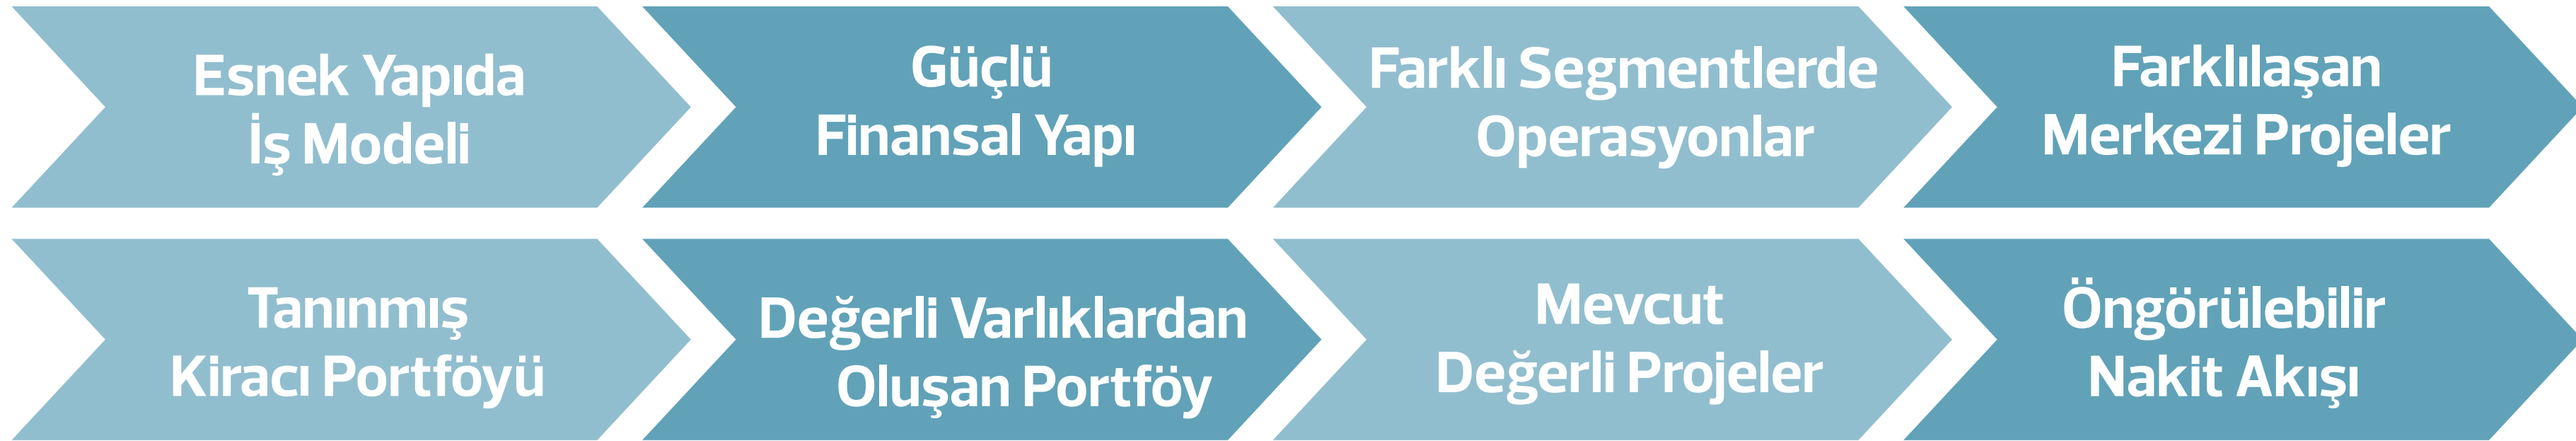 Esnek Yapıda
İş Modeli
Güçlü
Finansal Yapı
Farklı Segmentlerde
Operasyonlar
Farklılaşan
Merkezi Projeler
Tanınmış
Kiracı Portföyü
Değerli Varlıklardan
Oluşan Portföy
Mevcut
Değerli Projeler
Öngörülebilir
Nakit Akışı